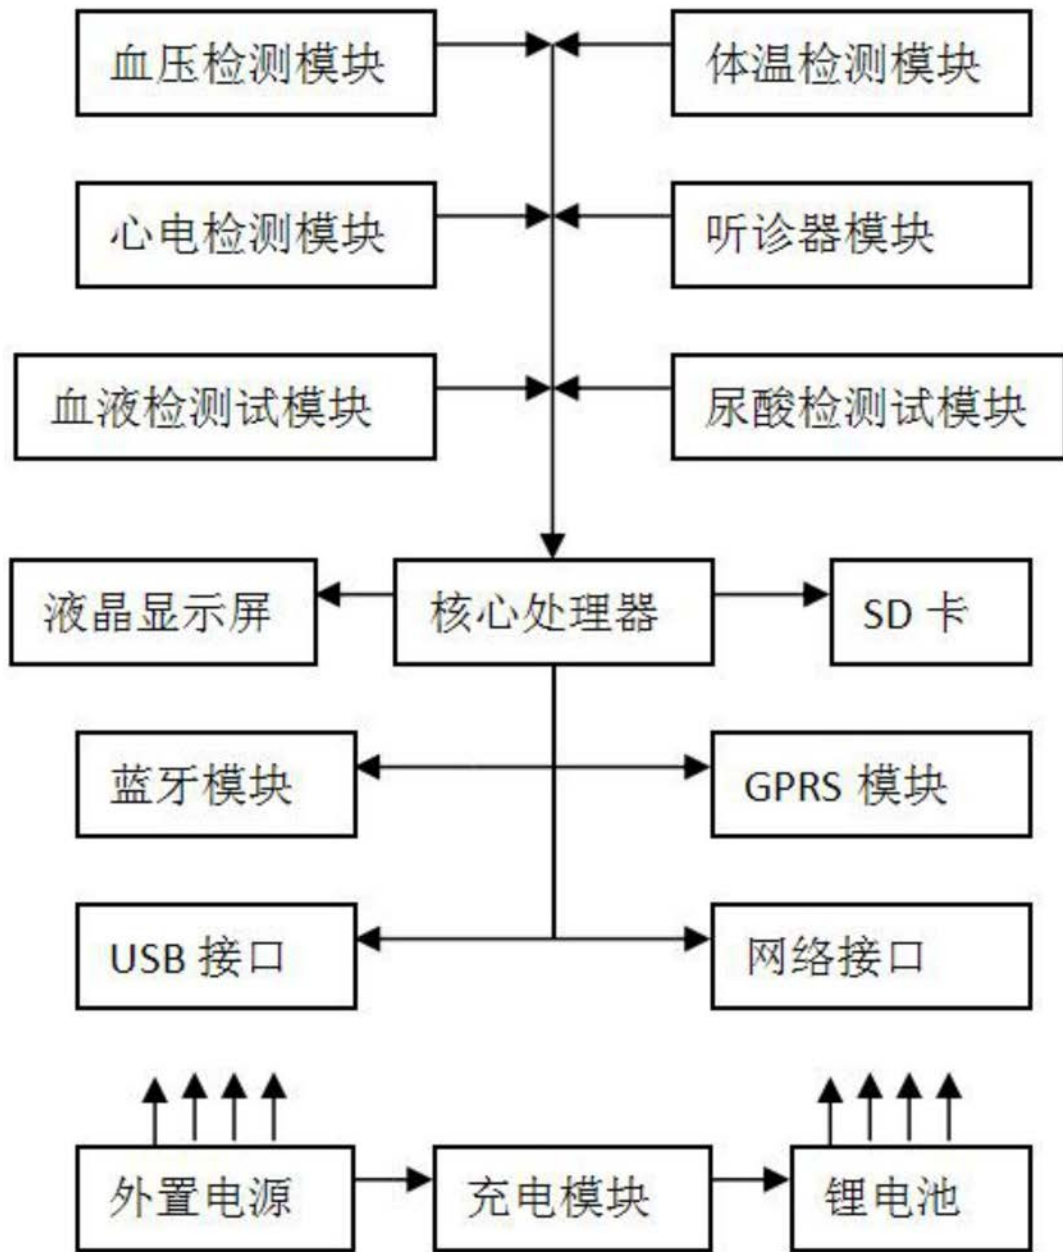 血压检测模块
体温检测模块
心电检测模块
听诊器模块
血液检测试模块
尿酸检测试模块
液晶显示屏
核心处理器
SD 卡
蓝牙模块
GPRS 模块
USB 接口
网络接口
外置电源
充电模块
锂电池